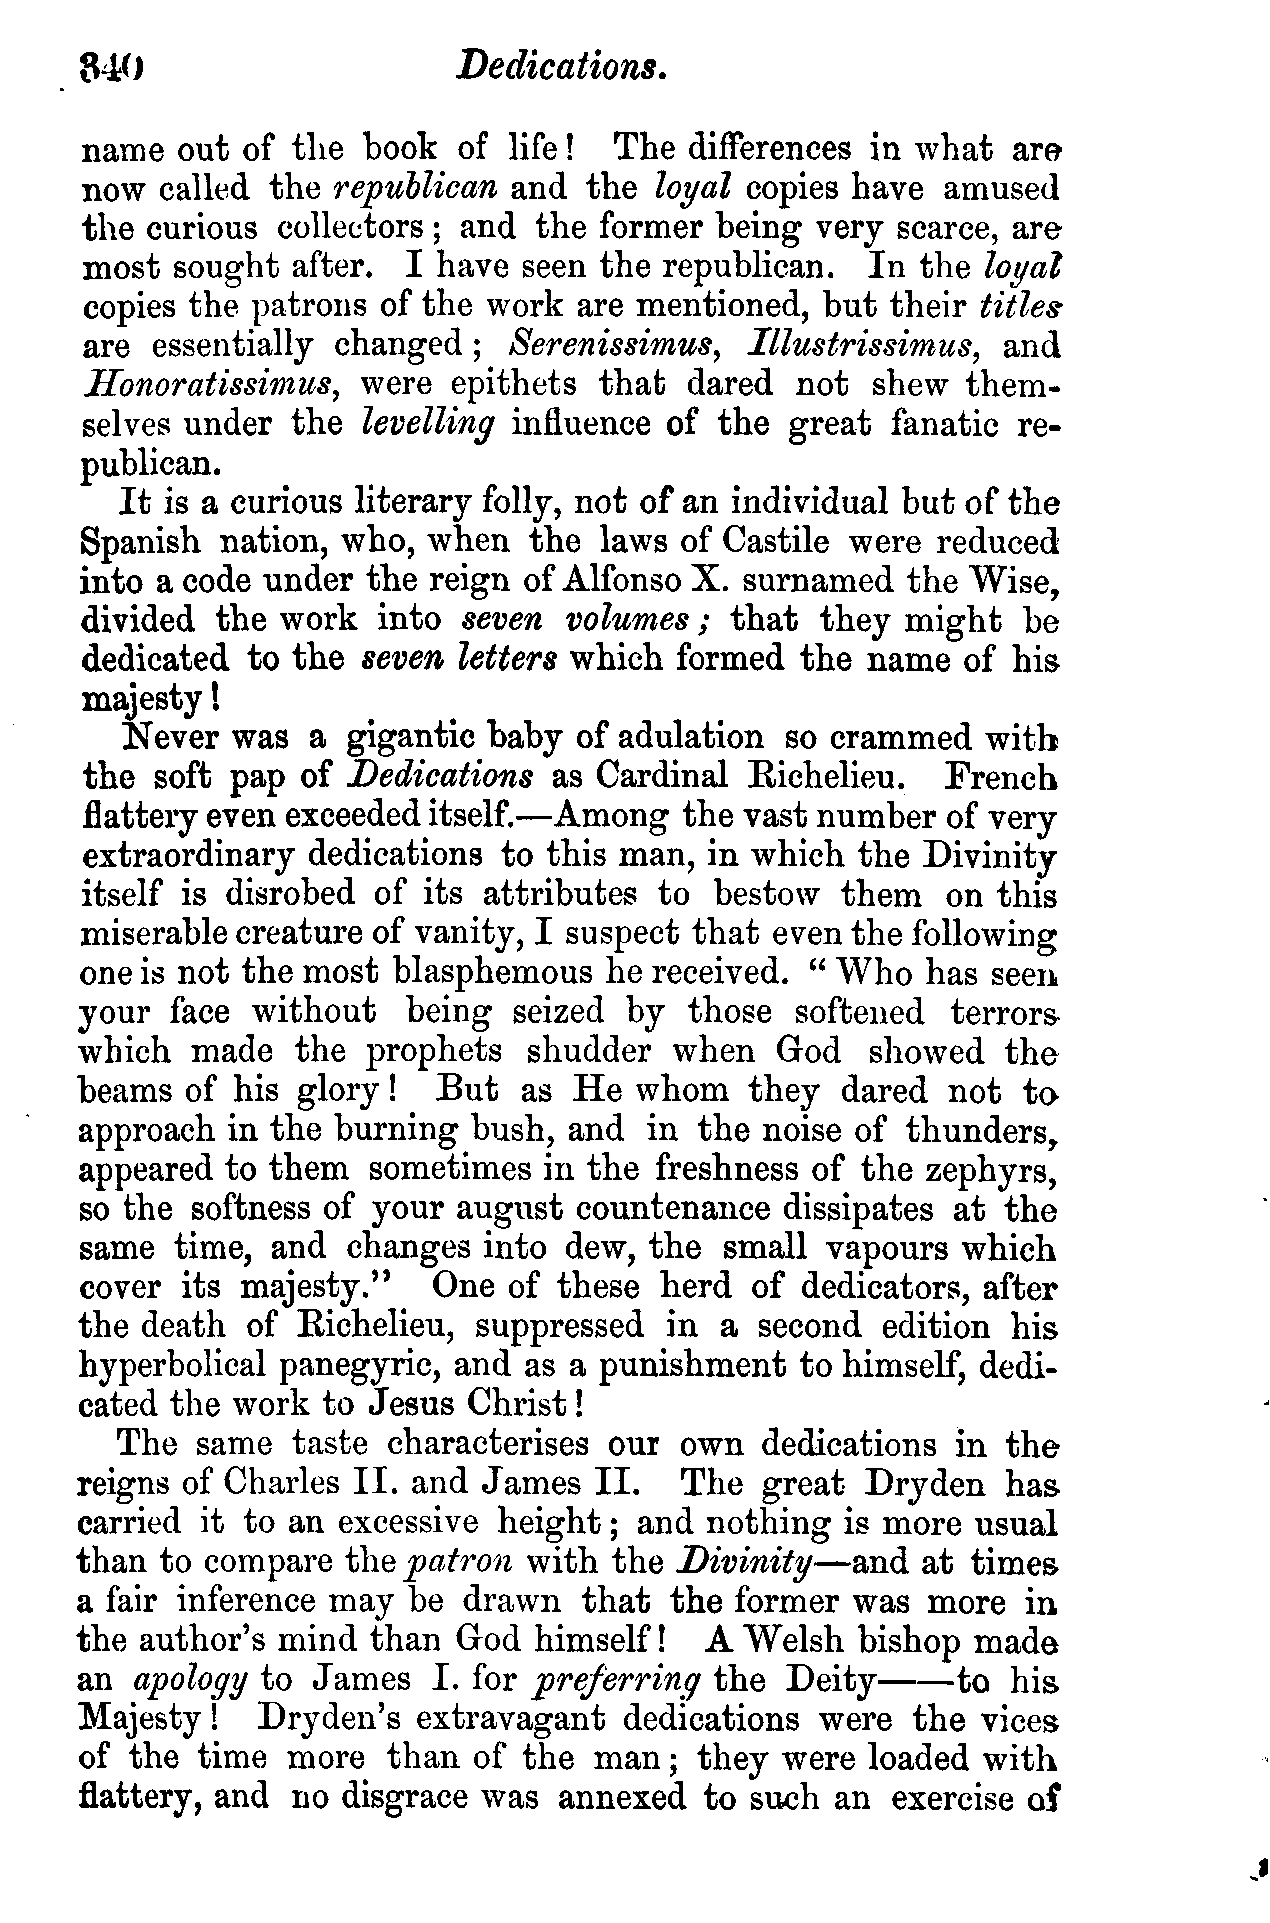 340 Dedications.
name out of the book of life! The differences in what are
now called the republican and the loyal copies have amused
the curious collectors; and the former being very scarce, are
most sought after. I have seen the republican. In the loyal
copies the patrons of the work are mentioned, but their titles
are essentially changed; Serenissimus, Illustrissimus, and
Honoratissimus, were epithets that dared not shew them-
selves under the levelling influence of the great fanatic re-
publican.
It is a curious literary folly, not of an individual but of the
Spanish nation, who, when the laws of Castile were reduced
into a code under the reign of Alfonso X. surnamed the Wise,
divided the work into seven volumes; that they might be
dedicated to the seven letters which formed the name of his
majesty!
Never was a gigantic baby of adulation so crammed with
the soft pap of Dedications as Cardinal Richelieu. French
flattery even exceeded itself.—Among the vast number of very
extraordinary dedications to this man, in which the Divinity
itself is disrobed of its attributes to bestow them on this
miserable creature of vanity, I suspect that even the following
one is not the most blasphemous he received. “Who has seen
your face without being seized by those softened terrors
which made the prophets shudder when God showed the
beams of his glory! But as He whom they dared not to
approach in the burning bush, and in the noise of thunders,
appeared to them sometimes in the freshness of the zephyrs,
so the softness of your august countenance dissipates at the
same time, and changes into dew, the small vapours which
cover its majesty.” One of these herd of dedicators, after
the death of Richelieu, suppressed in a second edition his
hyperbolical panegyric, and as a punishment to himself, dedi-
cated the work to Jesus Christ!
The same taste characterises our own dedications in the
reigns of Charles II. and James II. The great Dryden has
carried it to an excessive height; and nothing is more usual
than to compare the patron with the Divinity—and at times
a fair inference may be drawn that the former was more in
the author’s mind than God himself! A Welsh bishop made
an apology to James I. for preferring the Deity——to his
Majesty! Dryden’s extravagant dedications were the vices
of the time more than of the man; they were loaded with
flattery, and no disgrace was annexed to such an exercise of